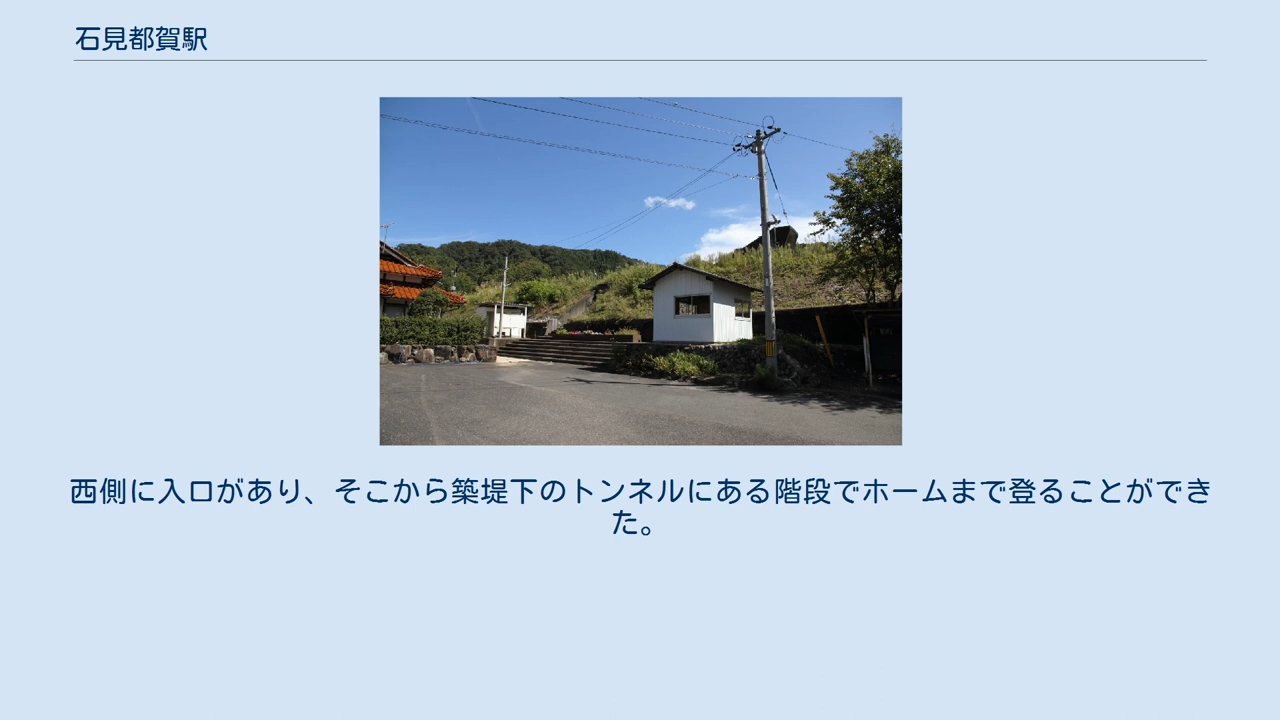 石見都賀駅
西側に入口があり、そこから築堤下のトンネルにある階段でホームまで登ることができ
た。